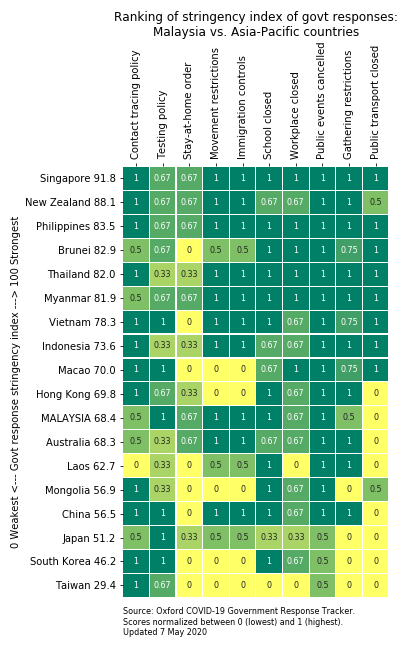 Ranking of stringency index of govt responses:
Malaysia vs. Asia-Pacific countries
Contact tracing policy
Testing policy
Stay-at-home order
Movement restrictions
Immigration controls
School closed
Workplace closed
Public events cancelled
Gathering restrictions
Public transport closed
0 Weakest <--- Govt response stringency index ---> 100 Strongest
Singapore 91.8 1 0.67 0.67 1 1 1 1 1 1 1
New Zealand 88.1 1 0.67 0.67 1 1 0.67 0.67 1 1 0.5
Philippines 83.5 1 0.67 0.67 1 1 1 1 1 1 1
Brunei 82.9 0.5 0.67 0 0.5 0.5 1 1 1 0.75 1
Thailand 82.0 1 0.33 0.33 1 1 1 1 1 1 1
Myanmar 81.9 0.5 0.67 0.67 1 1 1 1 1 1 1
Vietnam 78.3 1 1 0 1 1 1 0.67 1 0.75 1
Indonesia 73.6 1 0.33 0.33 1 1 0.67 0.67 1 1 1
Macao 70.0 1 1 0 0 0 0.67 1 1 0.75 1
Hong Kong 69.8 1 0.67 0.33 0 0 1 0.67 1 1 0
MALAYSIA 68.4 0.5 1 0.67 1 1 1 0.67 1 0.5 0
Australia 68.3 0.5 0.33 0.67 1 1 0.67 0.67 1 1 0
Laos 62.7 0 0.33 0 0.5 0.5 1 0 1 1 0
Mongolia 56.9 1 0.33 0 0 0 1 0.67 1 0 0.5
China 56.5 1 1 0 1 1 1 0.67 1 1 0
Japan 51.2 0.5 1 0.33 0.5 0.5 0.33 0.33 0.5 0 0
South Korea 46.2 1 1 0 0 0 1 0.67 0.5 0 0
Taiwan 29.4 1 0.67 0 0 0 0 0 0.5 0 0
Source: Oxford COVID-19 Government Response Tracker.
Scores normalized between 0 (lowest) and 1 (highest).
Updated 7 May 2020